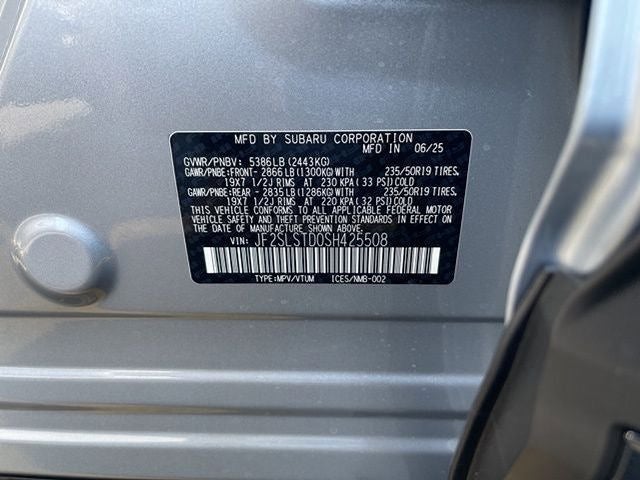 MFD BY SUBARU CORPORATION
MFD IN 06/25
GVWR/PNBV: 5386LB(2443KG)
GAWR/PNBE:FRONT- 2866LB(1300KG)WITH 235/50R19 TIRES,
19X7 1/2J RIMS AT 230 KPA(33 PSI)COLD
GAWR/PNBE:REAR - 2835LB(1286KG)WITH 235/50R19 TIRES,
19X7 1/2J RIMS AT 220 KPA(32 PSI)COLD
THIS VEHICLE CONFORMS TO ALL APPLICABLE FEDERAL MOTOR
VEHICLE SAFETY AND THEFT PREVENTION STANDARDS IN EFFECT
ON THE DATE OF MANUFACTURE SHOWN ABOVE.
VIN: JF2SLSTD0SH425508
TYPE:MPV/VTUM ICES/NMB-002